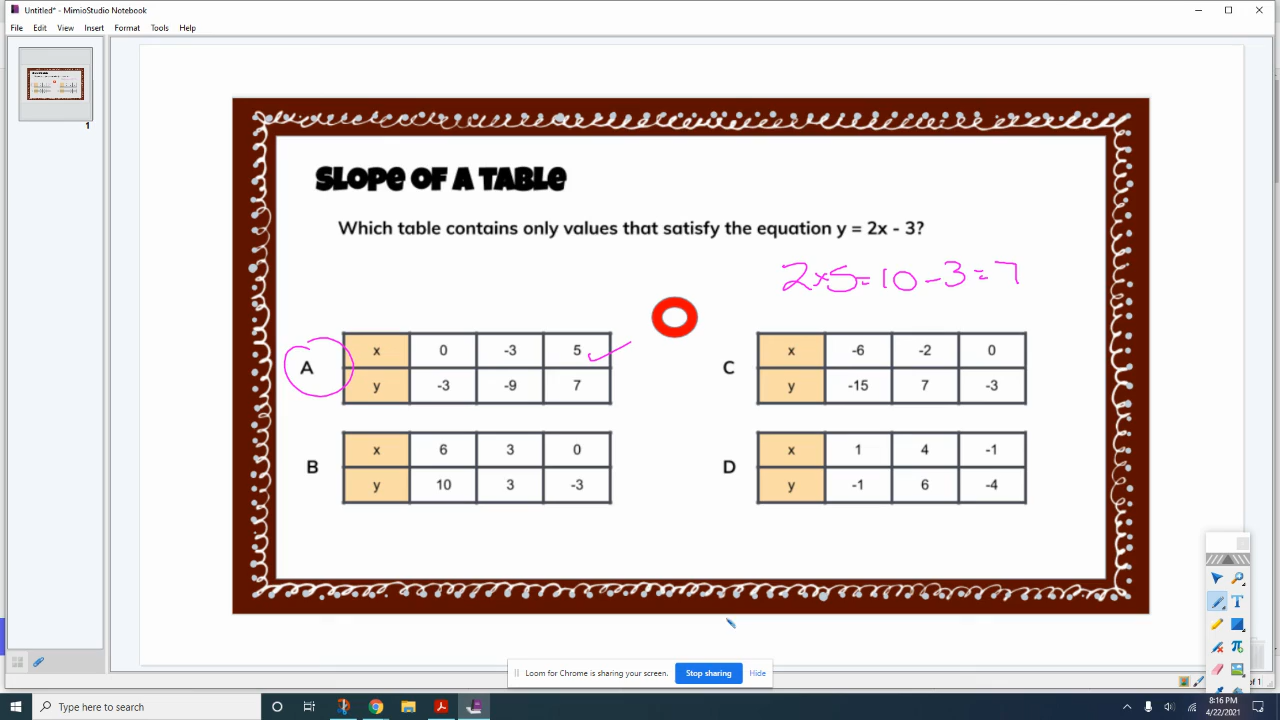 Untitled* - MimioStudio Notebook
File Edit View Insert Format Tools Help
1
SLOPE OF A TABLE
Which table contains only values that satisfy the equation y = 2x - 3?
2x5=10-3=7
A
x 0 -3 5
y -3 -9 7
C
x -6 -2 0
y -15 7 -3
B
x 6 3 0
y 10 3 -3
D
x 1 4 -1
y -1 6 -4
T
Loom for Chrome is sharing your screen. Stop sharing Hide
of 1
Type here to search
8:16 PM
4/22/2021